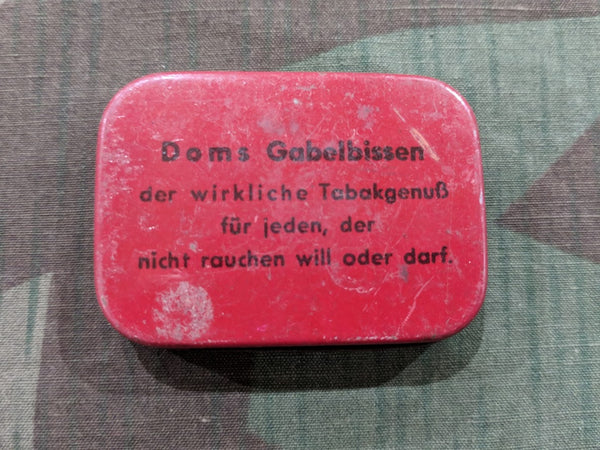 Doms Gabelbissen
der wirkliche Tabakgenuß
für jeden, der
nicht rauchen will oder darf.